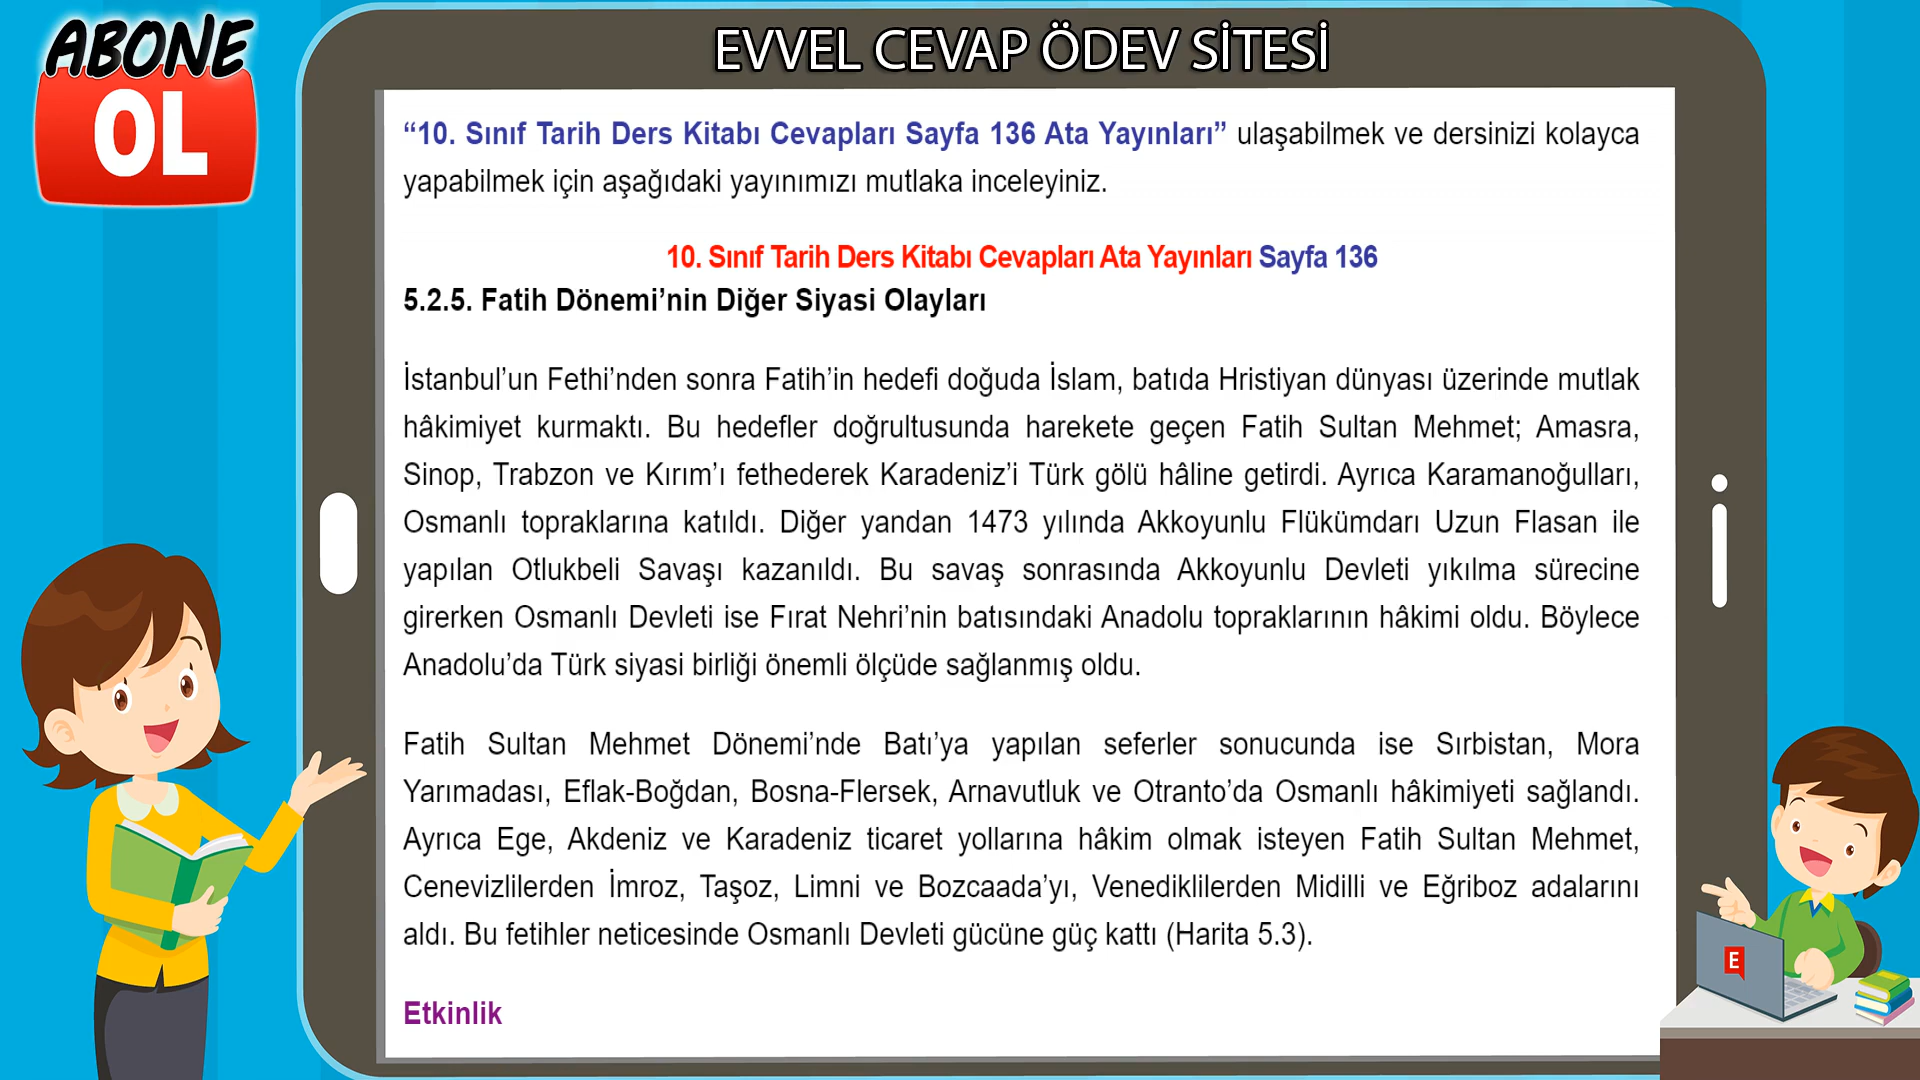 ABONE
OL
EVVEL CEVAP ÖDEV SİTESİ
“10. Sınıf Tarih Ders Kitabı Cevapları Sayfa 136 Ata Yayınları” ulaşabilmek ve dersinizi kolayca
yapabilmek için aşağıdaki yayınımızı mutlaka inceleyiniz.
10. Sınıf Tarih Ders Kitabı Cevapları Ata Yayınları Sayfa 136
5.2.5. Fatih Dönemi’nin Diğer Siyasi Olayları
İstanbul’un Fethi’nden sonra Fatih’in hedefi doğuda İslam, batıda Hristiyan dünyası üzerinde mutlak
hâkimiyet kurmaktı. Bu hedefler doğrultusunda harekete geçen Fatih Sultan Mehmet; Amasra,
Sinop, Trabzon ve Kırım’ı fethederek Karadeniz’i Türk gölü hâline getirdi. Ayrıca Karamanoğulları,
Osmanlı topraklarına katıldı. Diğer yandan 1473 yılında Akkoyunlu Flükümdarı Uzun Flasan ile
yapılan Otlukbeli Savaşı kazanıldı. Bu savaş sonrasında Akkoyunlu Devleti yıkılma sürecine
girerken Osmanlı Devleti ise Fırat Nehri’nin batısındaki Anadolu topraklarının hâkimi oldu. Böylece
Anadolu’da Türk siyasi birliği önemli ölçüde sağlanmış oldu.
Fatih Sultan Mehmet Dönemi’nde Batı’ya yapılan seferler sonucunda ise Sırbistan, Mora
Yarımadası, Eflak-Boğdan, Bosna-Flersek, Arnavutluk ve Otranto’da Osmanlı hâkimiyeti sağlandı.
Ayrıca Ege, Akdeniz ve Karadeniz ticaret yollarına hâkim olmak isteyen Fatih Sultan Mehmet,
Cenevizlilerden İmroz, Taşoz, Limni ve Bozcaada’yı, Venediklilerden Midilli ve Eğriboz adalarını
aldı. Bu fetihler neticesinde Osmanlı Devleti gücüne güç kattı (Harita 5.3).
Etkinlik
E